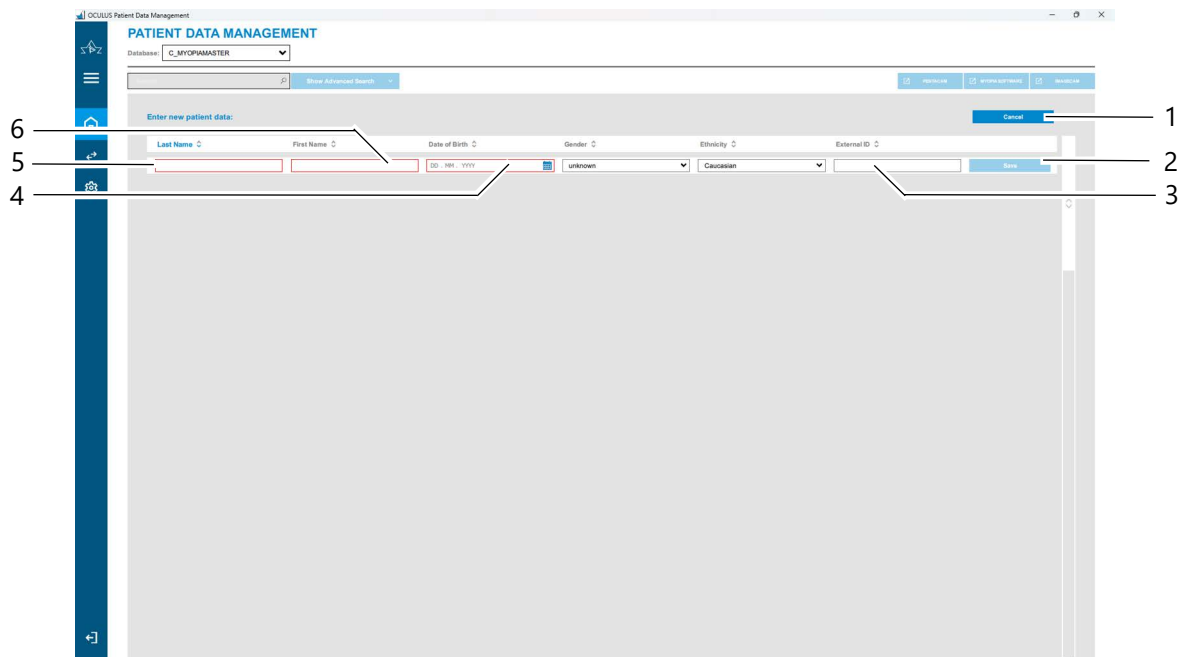 OCULUS Patient Data Management
PATIENT DATA MANAGEMENT
Database: C_MYOPIAMASTER
Show Advanced Search
Enter new patient data:
Cancel
1
6
Last Name First Name Date of Birth Gender Ethnicity External ID
5
DD . MM . YYYY unknown Caucasian Save
2
4
3